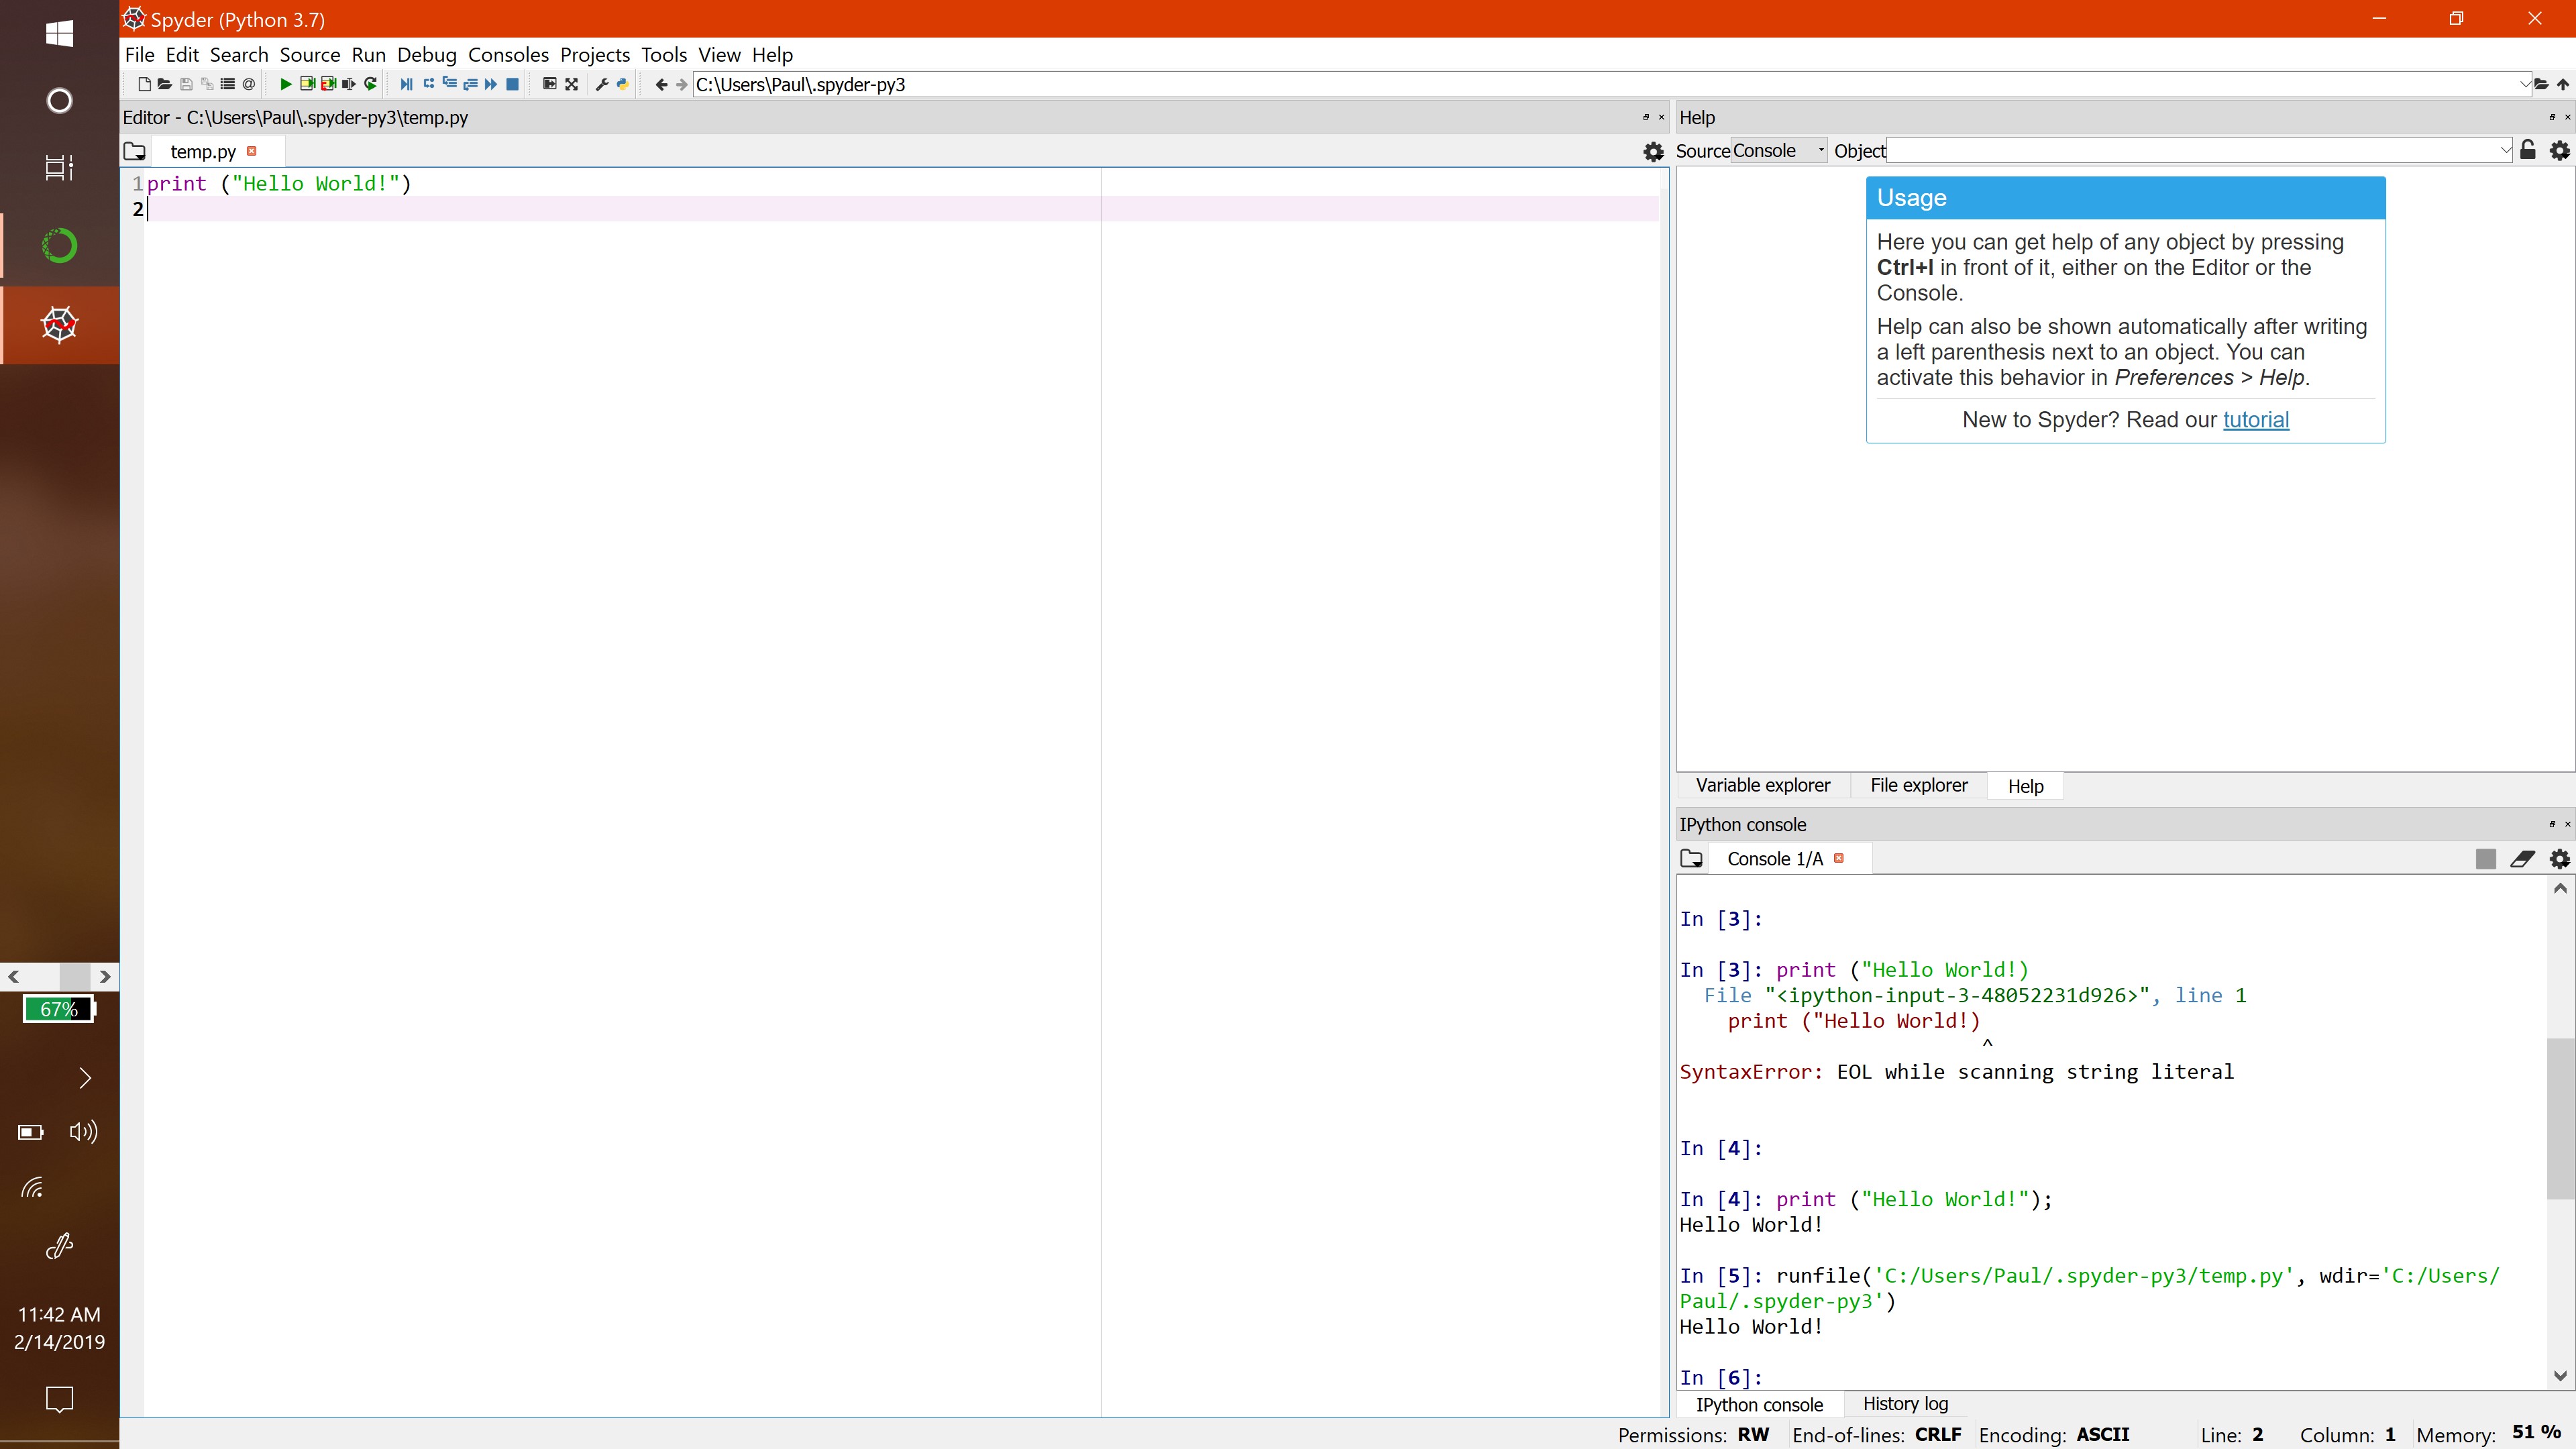 Spyder (Python 3.7)
File Edit Search Source Run Debug Consoles Projects Tools View Help
C:\Users\Paul\.spyder-py3
Editor - C:\Users\Paul\.spyder-py3\temp.py
temp.py
1 print ("Hello World!")
2
Help
Source Console Object
Usage
Here you can get help of any object by pressing
Ctrl+I in front of it, either on the Editor or the
Console.
Help can also be shown automatically after writing
a left parenthesis next to an object. You can
activate this behavior in Preferences > Help.
New to Spyder? Read our tutorial
Variable explorer File explorer Help
IPython console
Console 1/A
In [3]:
In [3]: print ("Hello World!)
File "<ipython-input-3-48052231d926>", line 1
print ("Hello World!)
^
SyntaxError: EOL while scanning string literal
In [4]:
In [4]: print ("Hello World!");
Hello World!
In [5]: runfile('C:/Users/Paul/.spyder-py3/temp.py', wdir='C:/Users/
Paul/.spyder-py3')
Hello World!
In [6]:
IPython console History log
Permissions: RW End-of-lines: CRLF Encoding: ASCII Line: 2 Column: 1 Memory: 51 %
67%
11:42 AM
2/14/2019